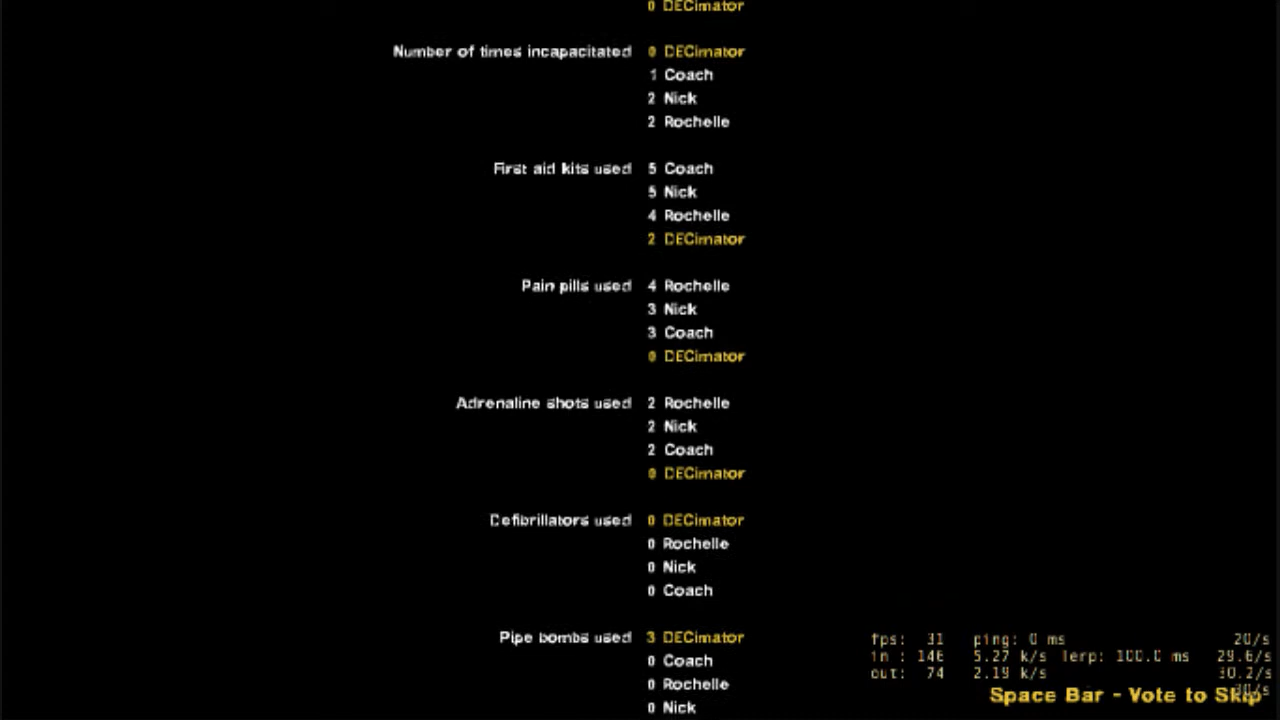 0 DECimator
Number of times incapacitated 0 DECimator
1 Coach
2 Nick
2 Rochelle
First aid kits used 5 Coach
5 Nick
4 Rochelle
2 DECimator
Pain pills used 4 Rochelle
3 Nick
3 Coach
0 DECimator
Adrenaline shots used 2 Rochelle
2 Nick
2 Coach
0 DECimator
Defibrillators used 0 DECimator
0 Rochelle
0 Nick
0 Coach
Pipe bombs used 3 DECimator
0 Coach
0 Rochelle
0 Nick
fps: 31 ping: 0 ms 20/s
in : 146 5.27 k/s lerp: 100.0 ms 29.6/s
out: 74 2.19 k/s 30.2/s
Space Bar - Vote to Skip